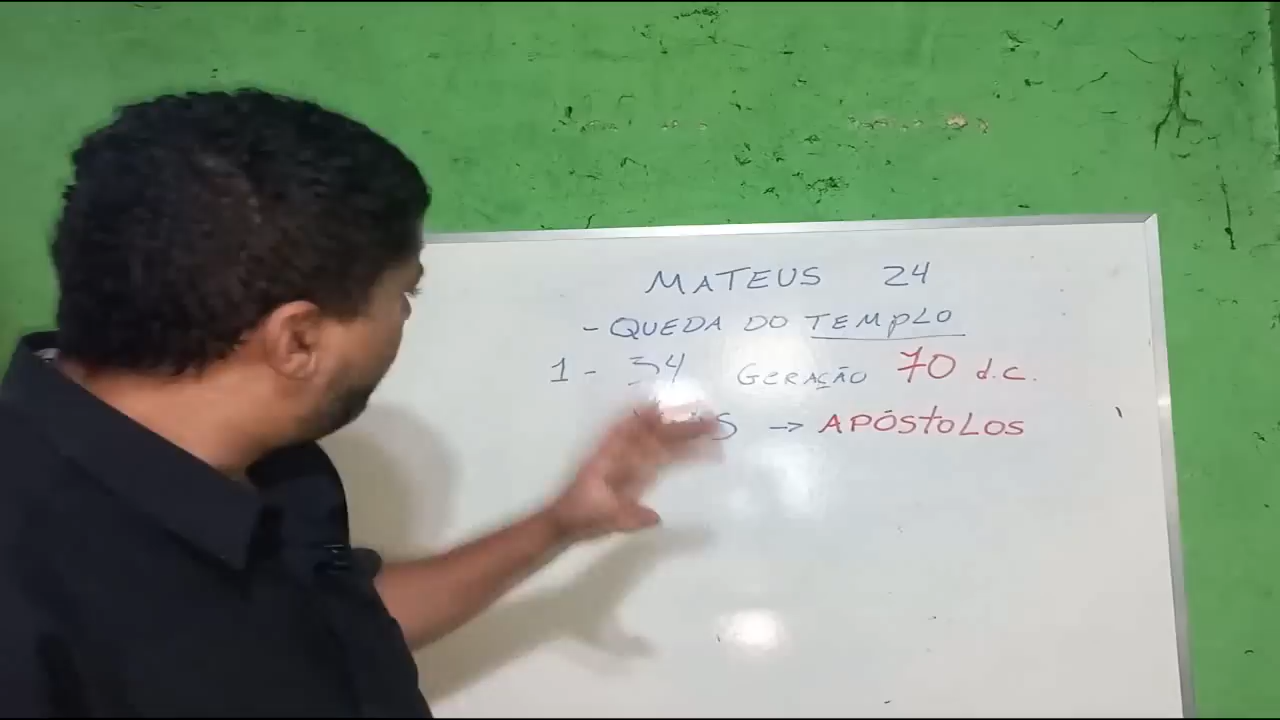 MATEUS 24
- QUEDA DO TEMPLO
1 - 34 GERAÇÃO 70 d.C.
→ APÓSTOLOS